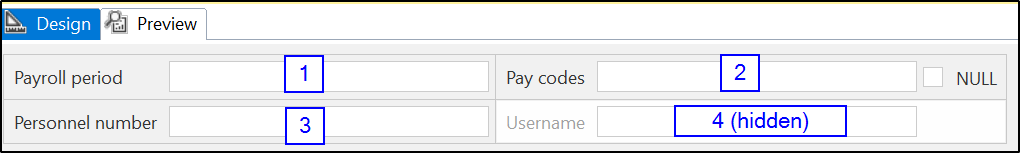 Design Preview
Payroll period 1 Pay codes 2 NULL
Personnel number 3 Username 4 (hidden)